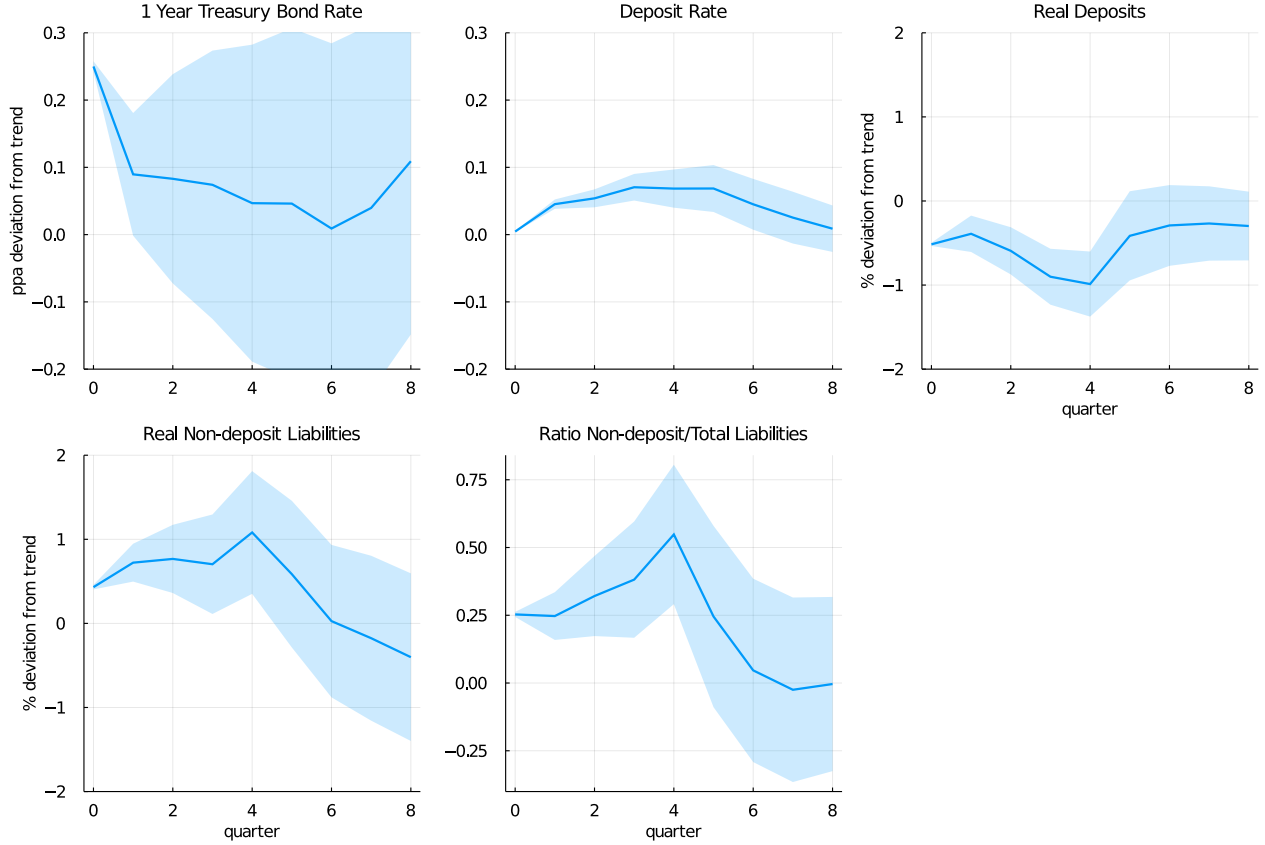 1 Year Treasury Bond Rate
ppa deviation from trend
0.3
0.2
0.1
0.0
−0.1
−0.2
0 2 4 6 8
Deposit Rate
0.3
0.2
0.1
0.0
−0.1
−0.2
0 2 4 6 8
Real Deposits
% deviation from trend
2
1
0
−1
−2
0 2 4 6 8
quarter
Real Non-deposit Liabilities
% deviation from trend
2
1
0
−1
−2
0 2 4 6 8
quarter
Ratio Non-deposit/Total Liabilities
0.75
0.50
0.25
0.00
−0.25
0 2 4 6 8
quarter